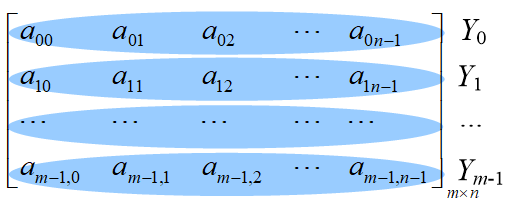 a₀₀ a₀₁ a₀₂ ⋯ a₀ₙ₋₁ Y₀
a₁₀ a₁₁ a₁₂ ⋯ a₁ₙ₋₁ Y₁
⋯ ⋯ ⋯ ⋯ ⋯ ⋯
aₘ₋₁,₀ aₘ₋₁,₁ aₘ₋₁,₂ ⋯ aₘ₋₁,ₙ₋₁ Yₘ₋₁
m×n